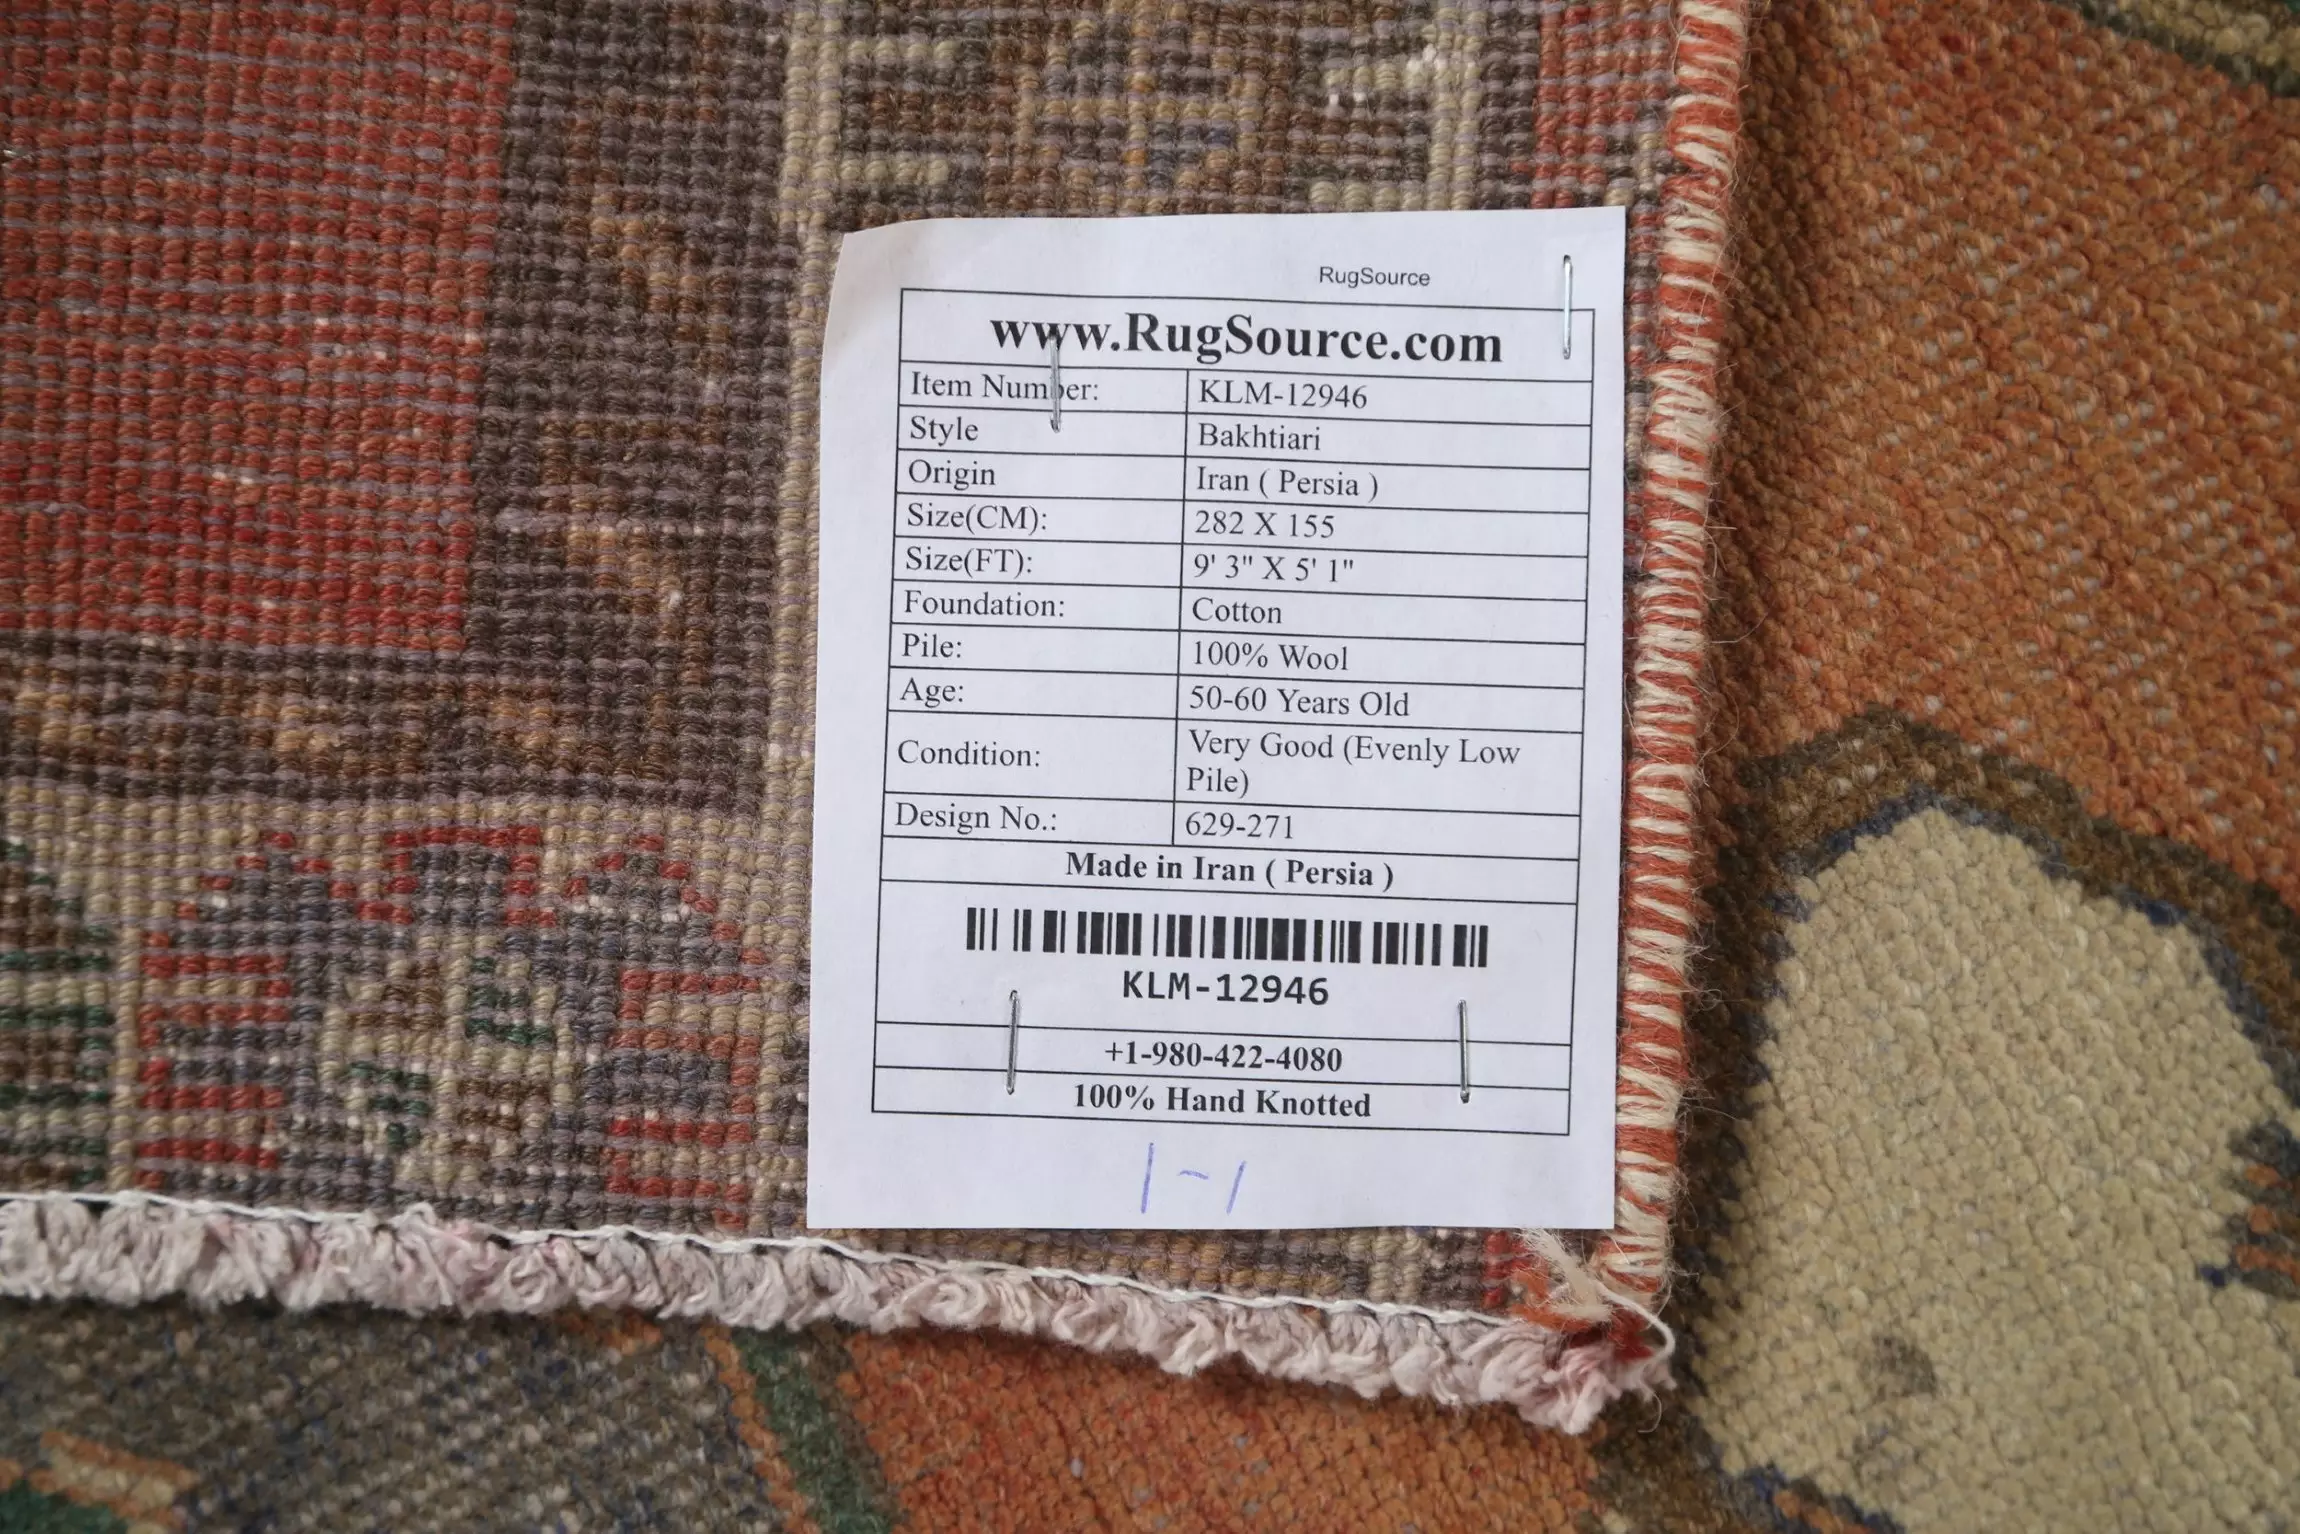 RugSource
www.RugSource.com
Item Number: KLM-12946
Style Bakhtiari
Origin Iran ( Persia )
Size(CM): 282 X 155
Size(FT): 9' 3" X 5' 1"
Foundation: Cotton
Pile: 100% Wool
Age: 50-60 Years Old
Condition: Very Good (Evenly Low
Pile)
Design No.: 629-271
Made in Iran ( Persia )
KLM-12946
+1-980-422-4080
100% Hand Knotted
1-1